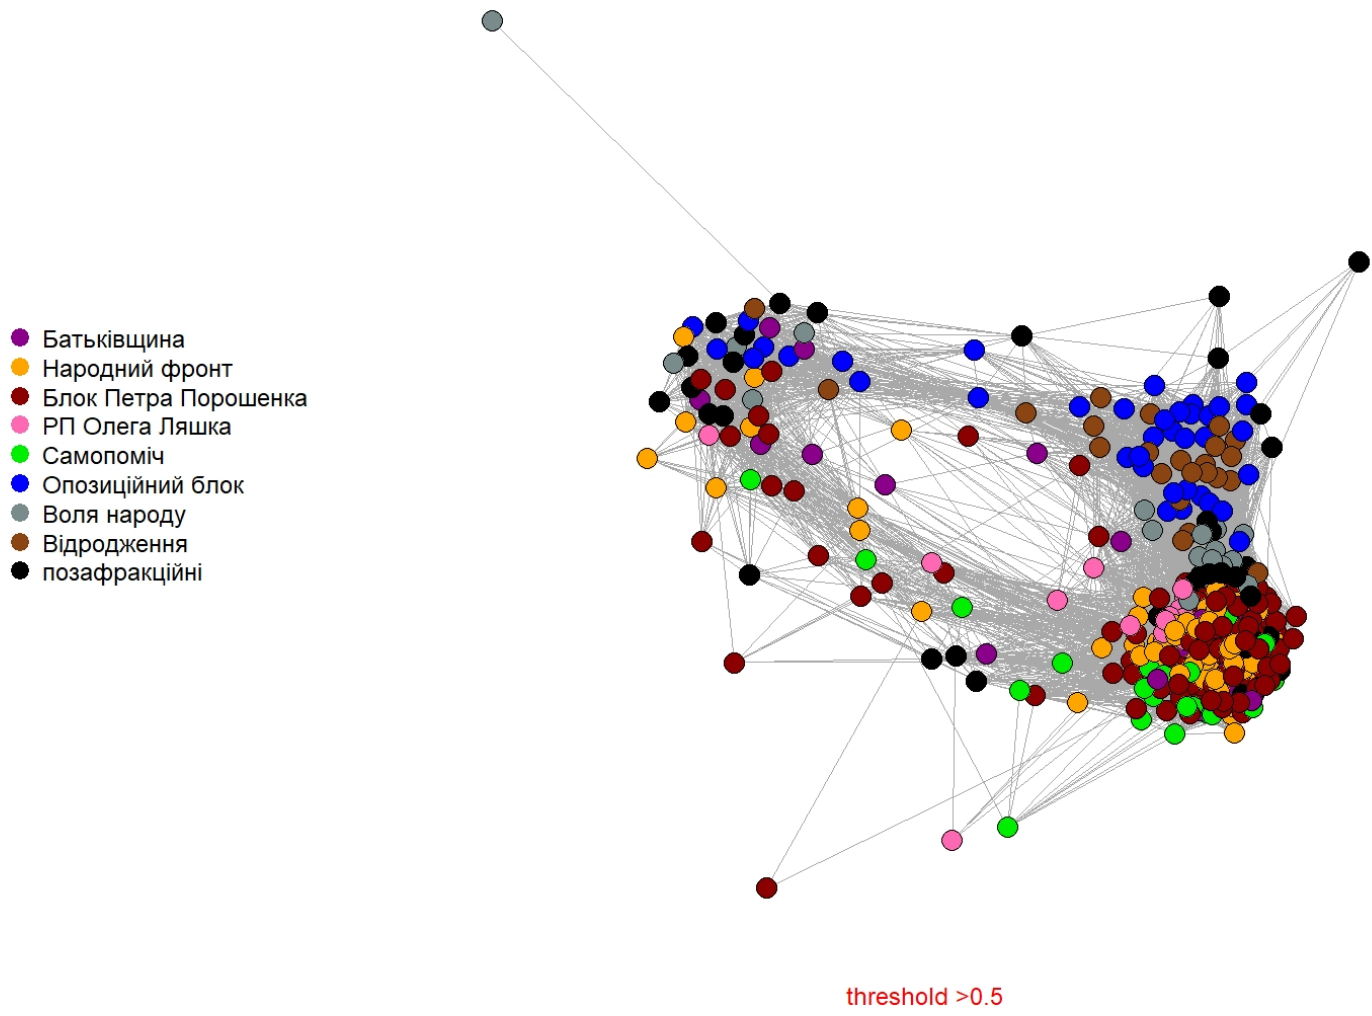 Батьківщина
Народний фронт
Блок Петра Порошенка
РП Олега Ляшка
Самопоміч
Опозиційний блок
Воля народу
Відродження
позафракційні
threshold >0.5